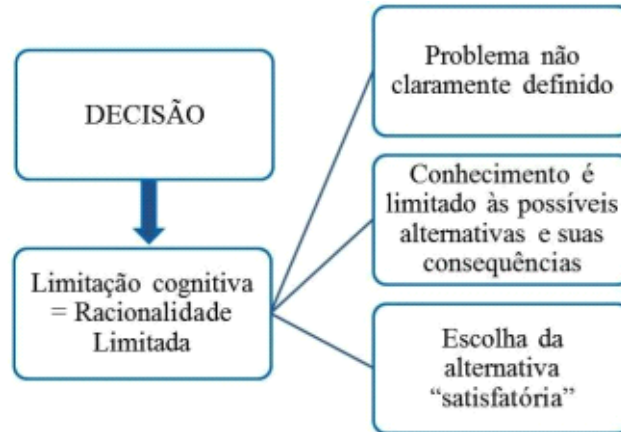 DECISÃO
Limitação cognitiva
= Racionalidade
Limitada
Problema não
claramente definido
Conhecimento é
limitado às possíveis
alternativas e suas
consequências
Escolha da
alternativa
“satisfatória”